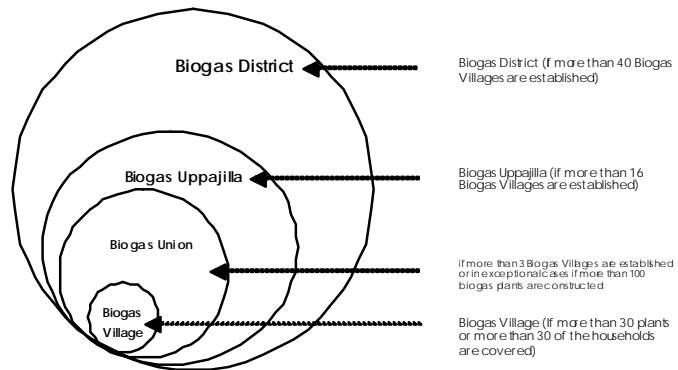 Biogas District
Biogas District (If more than 40 Biogas
Villages are established)
Biogas Uppajilla
Biogas Uppajilla (if more than 16
Biogas Villages are established)
Biogas Union
if more than 3 Biogas Villages are established
or in exceptional cases if more than 100
biogas plants are constructed
Biogas
Village
Biogas Village (If more than 30 plants
or more than 30 of the households
are covered)